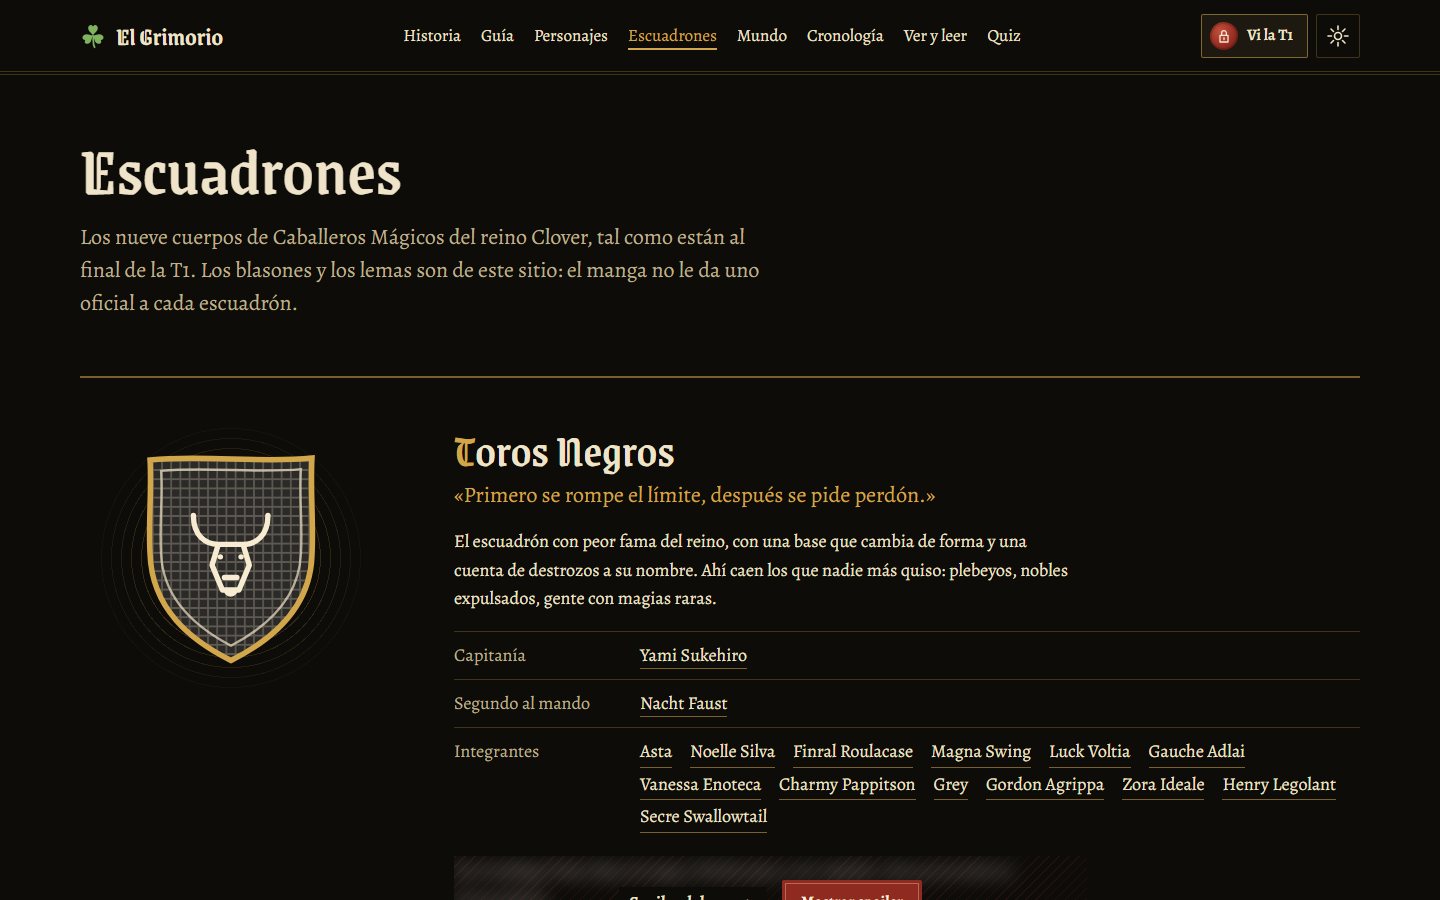 El Grimorio
Historia Guía Personajes Escuadrones Mundo Cronología Ver y leer Quiz
Vi la T1
Escuadrones
Los nueve cuerpos de Caballeros Mágicos del reino Clover, tal como están al
final de la T1. Los blasones y los lemas son de este sitio: el manga no le da uno
oficial a cada escuadrón.
Toros Negros
«Primero se rompe el límite, después se pide perdón.»
El escuadrón con peor fama del reino, con una base que cambia de forma y una
cuenta de destrozos a su nombre. Ahí caen los que nadie más quiso: plebeyos, nobles
expulsados, gente con magias raras.
Capitanía Yami Sukehiro
Segundo al mando Nacht Faust
Integrantes Asta Noelle Silva Finral Roulacase Magna Swing Luck Voltia Gauche Adlai
Vanessa Enoteca Charmy Pappitson Grey Gordon Agrippa Zora Ideale Henry Legolant
Secre Swallowtail